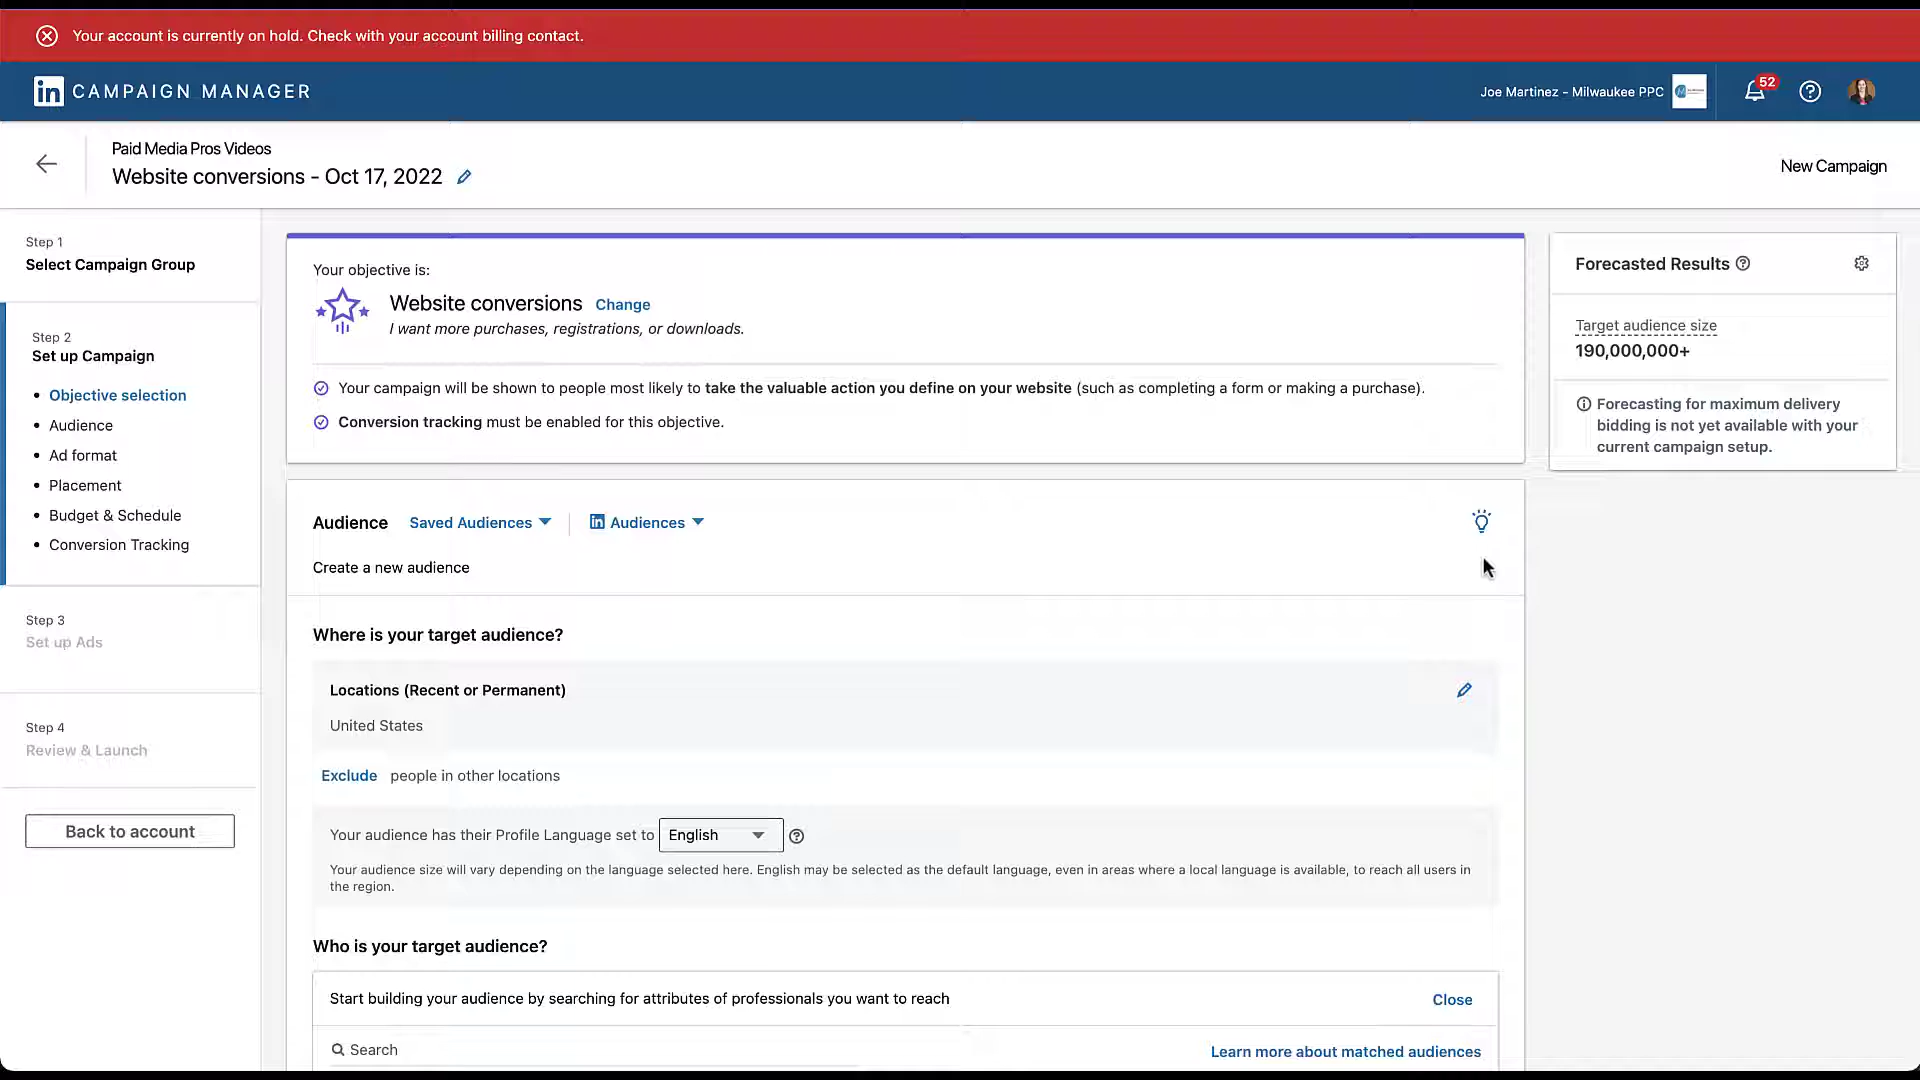 Your account is currently on hold. Check with your account billing contact.
in CAMPAIGN MANAGER
Joe Martinez - Milwaukee PPC
52
Paid Media Pros Videos
Website conversions - Oct 17, 2022
New Campaign
Step 1
Select Campaign Group
Step 2
Set up Campaign
Objective selection
Audience
Ad format
Placement
Budget & Schedule
Conversion Tracking
Step 3
Set up Ads
Step 4
Review & Launch
Back to account
Your objective is:
Website conversions Change
I want more purchases, registrations, or downloads.
Your campaign will be shown to people most likely to take the valuable action you define on your website (such as completing a form or making a purchase).
Conversion tracking must be enabled for this objective.
Audience Saved Audiences in Audiences
Create a new audience
Where is your target audience?
Locations (Recent or Permanent)
United States
Exclude people in other locations
Your audience has their Profile Language set to English
Your audience size will vary depending on the language selected here. English may be selected as the default language, even in areas where a local language is available, to reach all users in
the region.
Who is your target audience?
Start building your audience by searching for attributes of professionals you want to reach
Close
Search
Learn more about matched audiences
Forecasted Results
Target audience size
190,000,000+
Forecasting for maximum delivery
bidding is not yet available with your
current campaign setup.